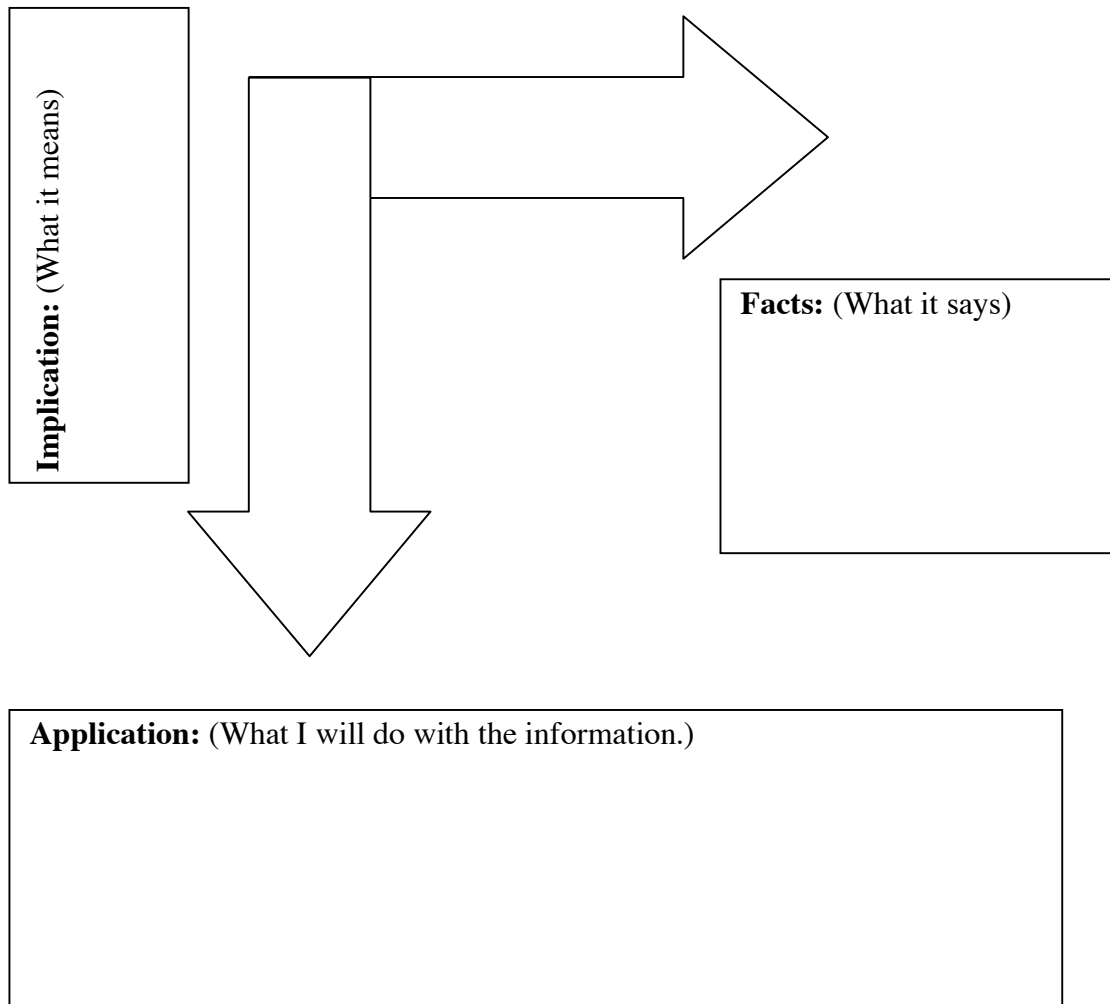 Implication: (What it means)
Facts: (What it says)
Application: (What I will do with the information.)